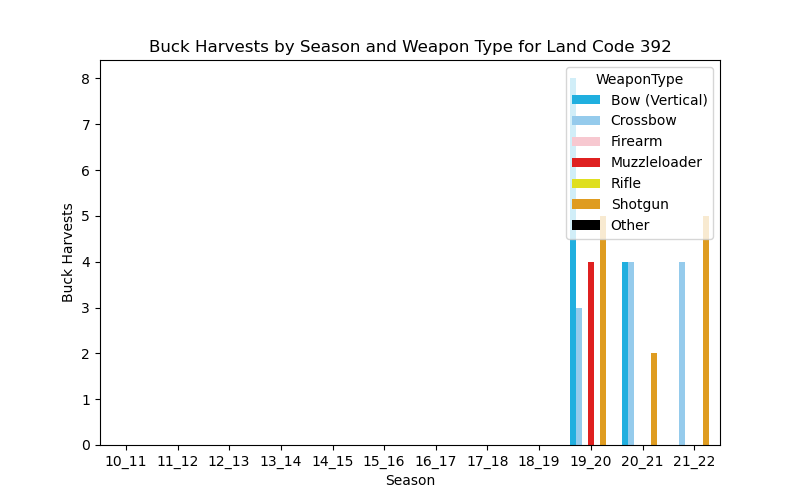 Buck Harvests by Season and Weapon Type for Land Code 392
WeaponType
Bow (Vertical)
Crossbow
Firearm
Muzzleloader
Rifle
Shotgun
Other
Buck Harvests
8
7
6
5
4
3
2
1
0
10_11 11_12 12_13 13_14 14_15 15_16 16_17 17_18 18_19 19_20 20_21 21_22
Season